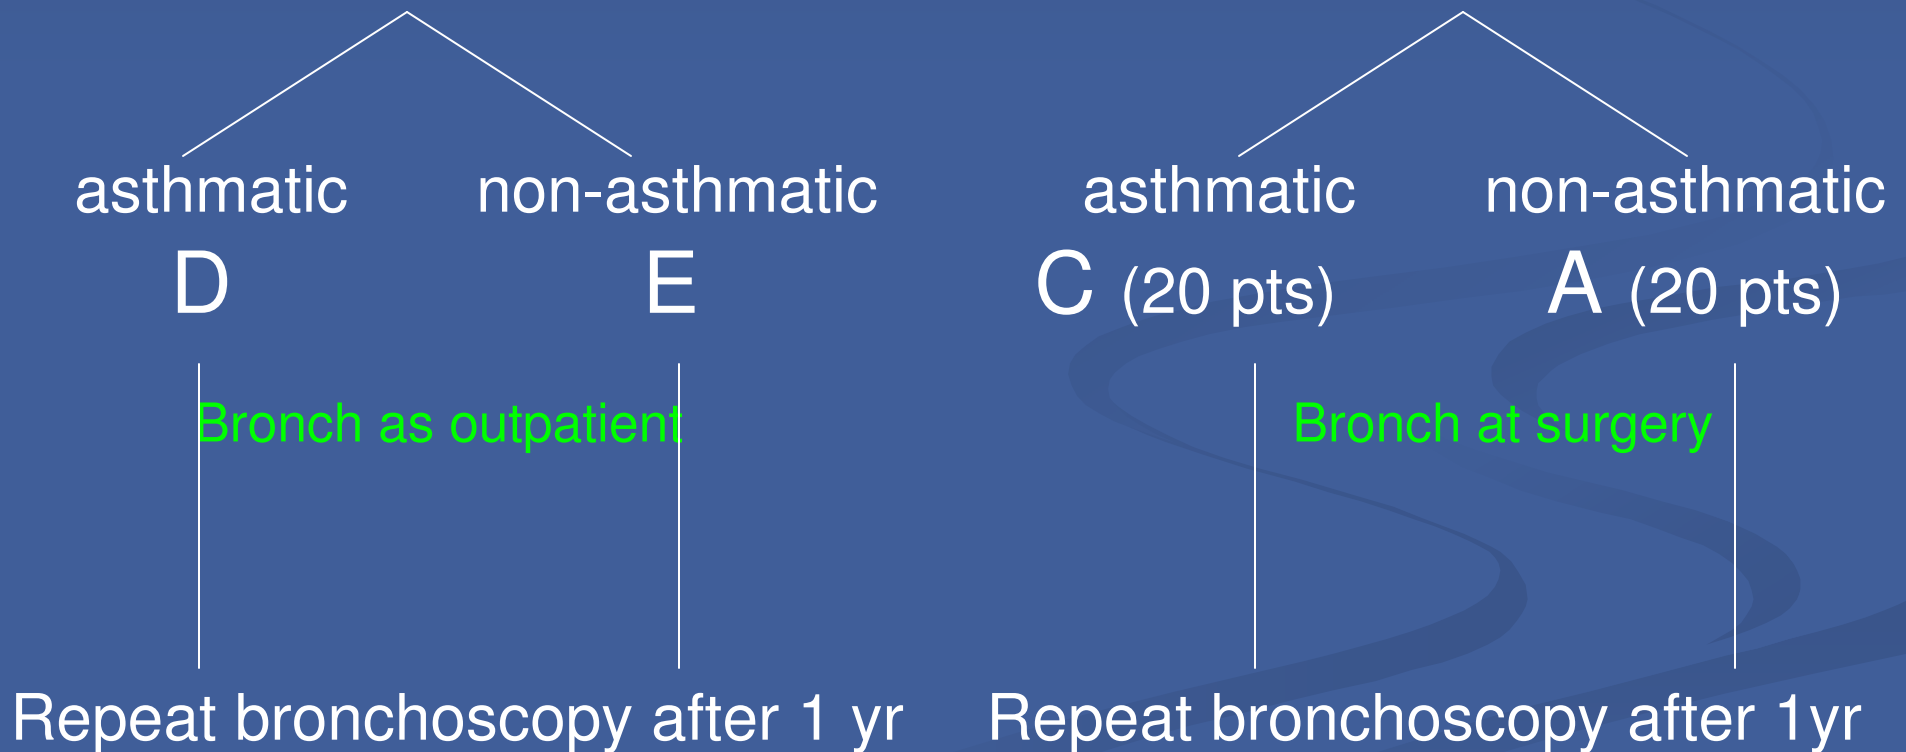 asthmatic non-asthmatic asthmatic non-asthmatic
D E C (20 pts) A (20 pts)
Bronch as outpatient Bronch at surgery
Repeat bronchoscopy after 1 yr Repeat bronchoscopy after 1yr